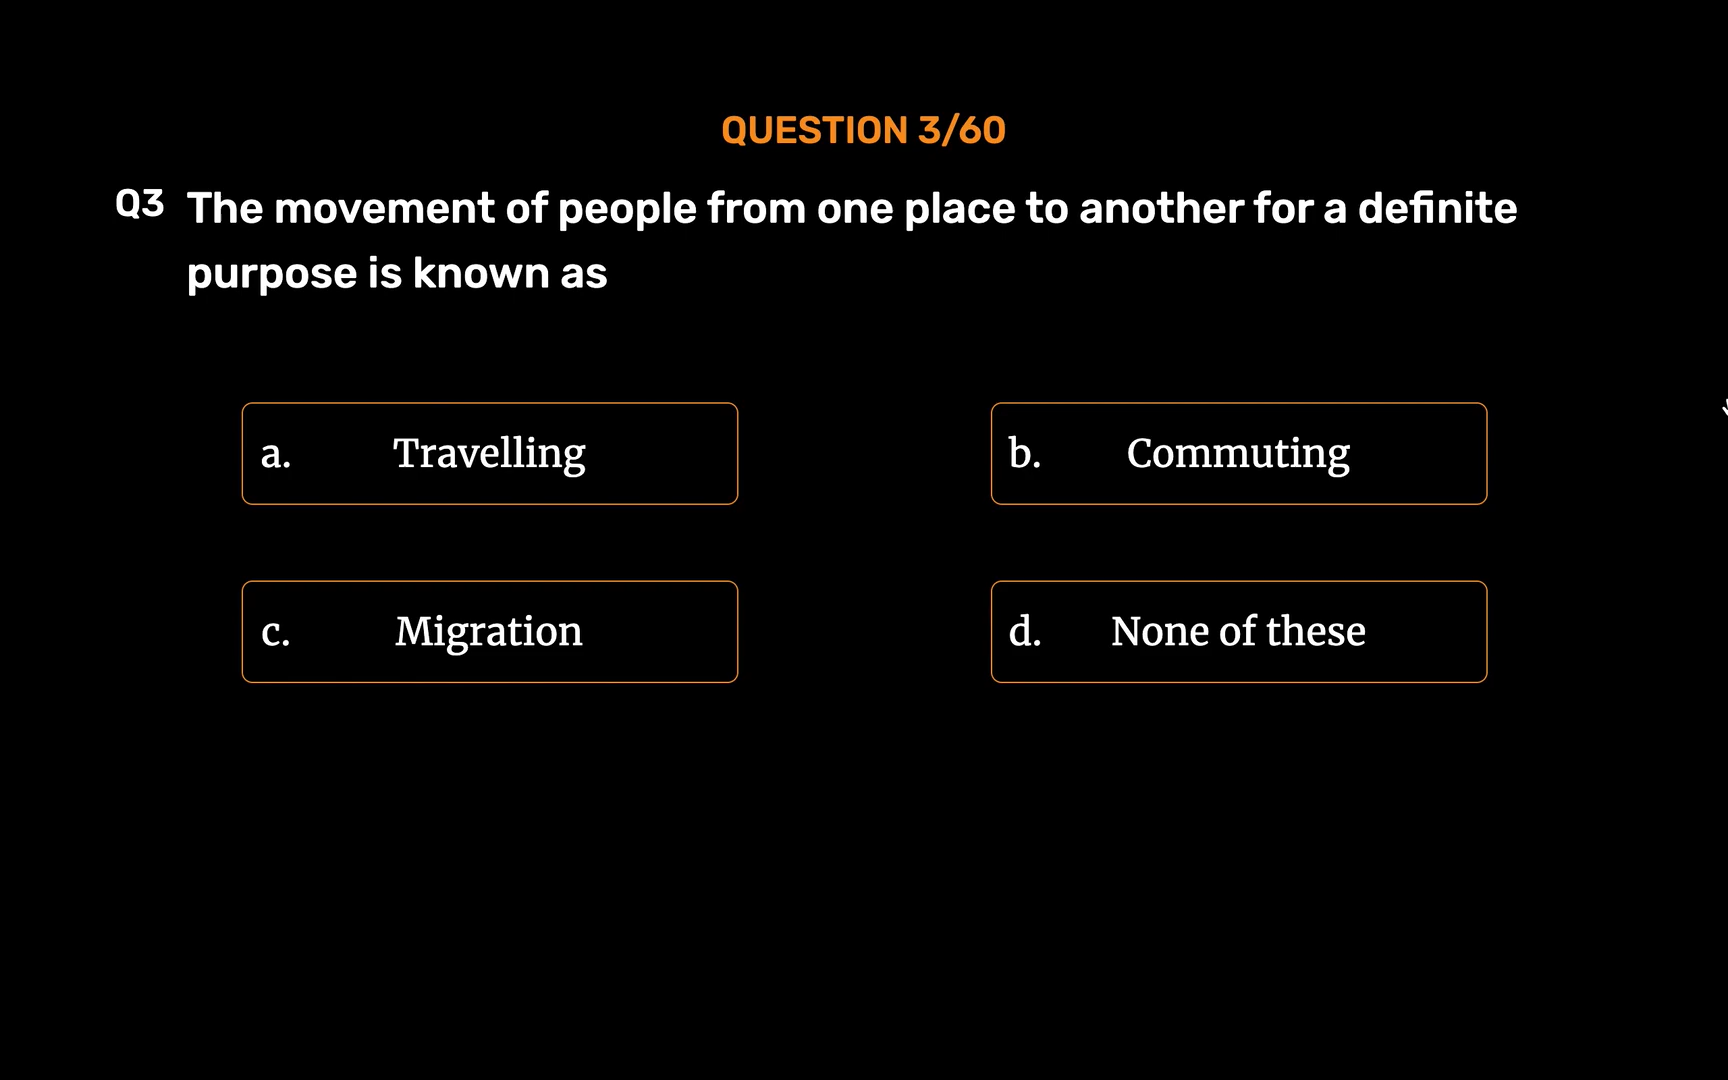 QUESTION 3/60
Q3 The movement of people from one place to another for a definite
purpose is known as
a. Travelling
b. Commuting
c. Migration
d. None of these